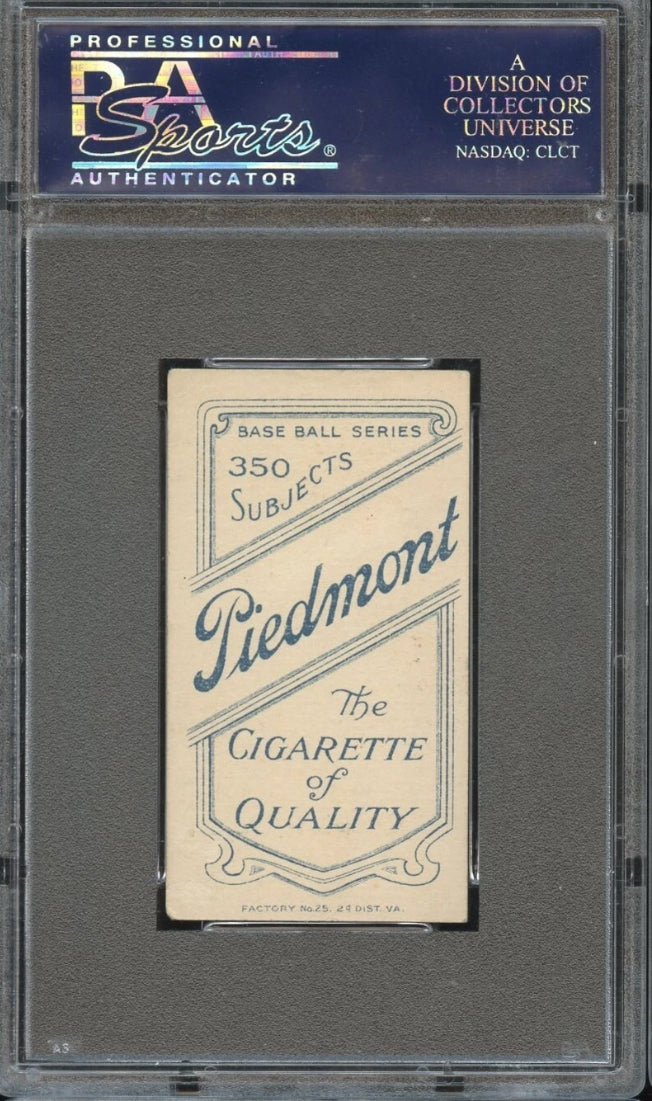 PROFESSIONAL
PSA
Sports®
AUTHENTICATOR
A
DIVISION OF
COLLECTORS
UNIVERSE
NASDAQ: CLCT
BASE BALL SERIES
350
SUBJECTS
Piedmont
The
CIGARETTE
of
QUALITY
FACTORY No. 25. 2d DIST. VA.
AS